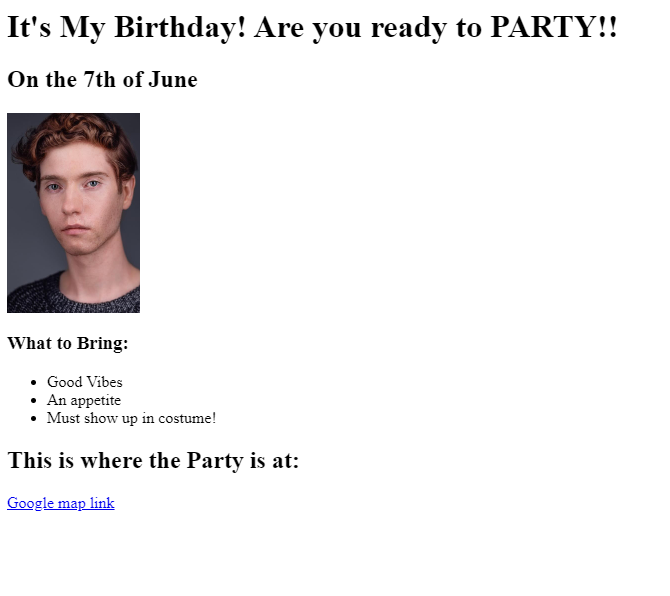 It's My Birthday! Are you ready to PARTY!!
On the 7th of June
What to Bring:
Good Vibes
An appetite
Must show up in costume!
This is where the Party is at:
Google map link